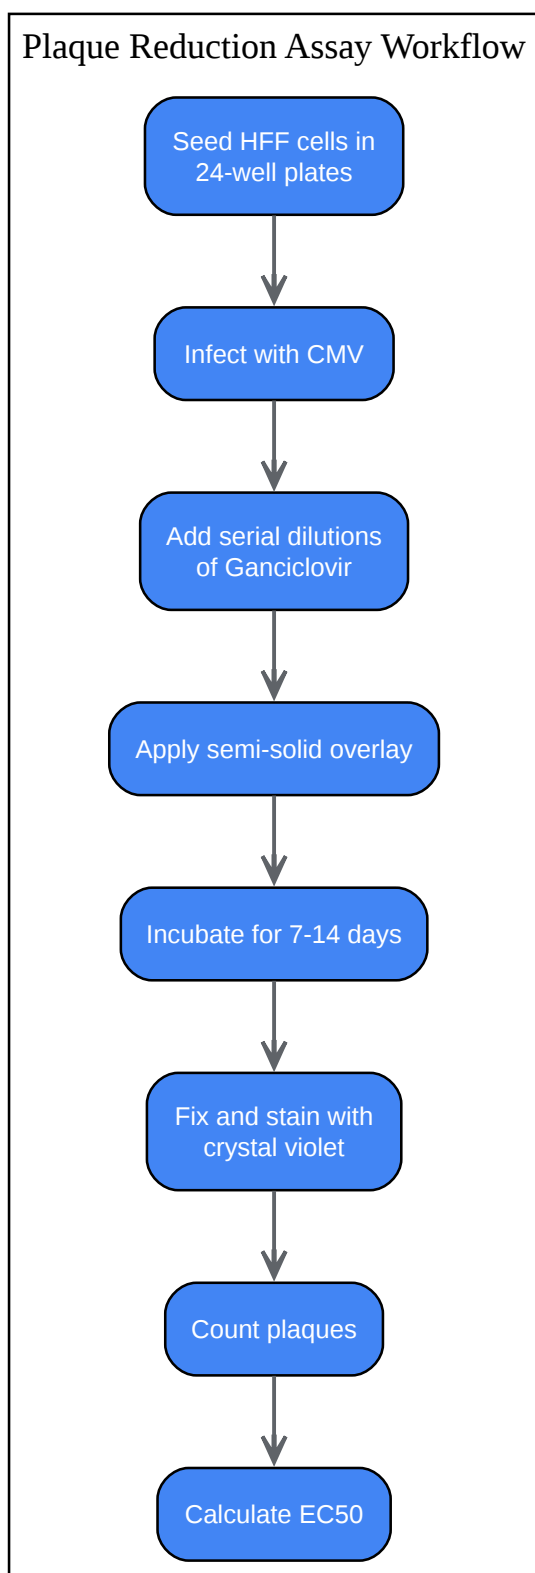 Plaque Reduction Assay Workflow
Seed HFF cells in
24-well plates
Infect with CMV
Add serial dilutions
of Ganciclovir
Apply semi-solid overlay
Incubate for 7-14 days
Fix and stain with
crystal violet
Count plaques
Calculate EC50